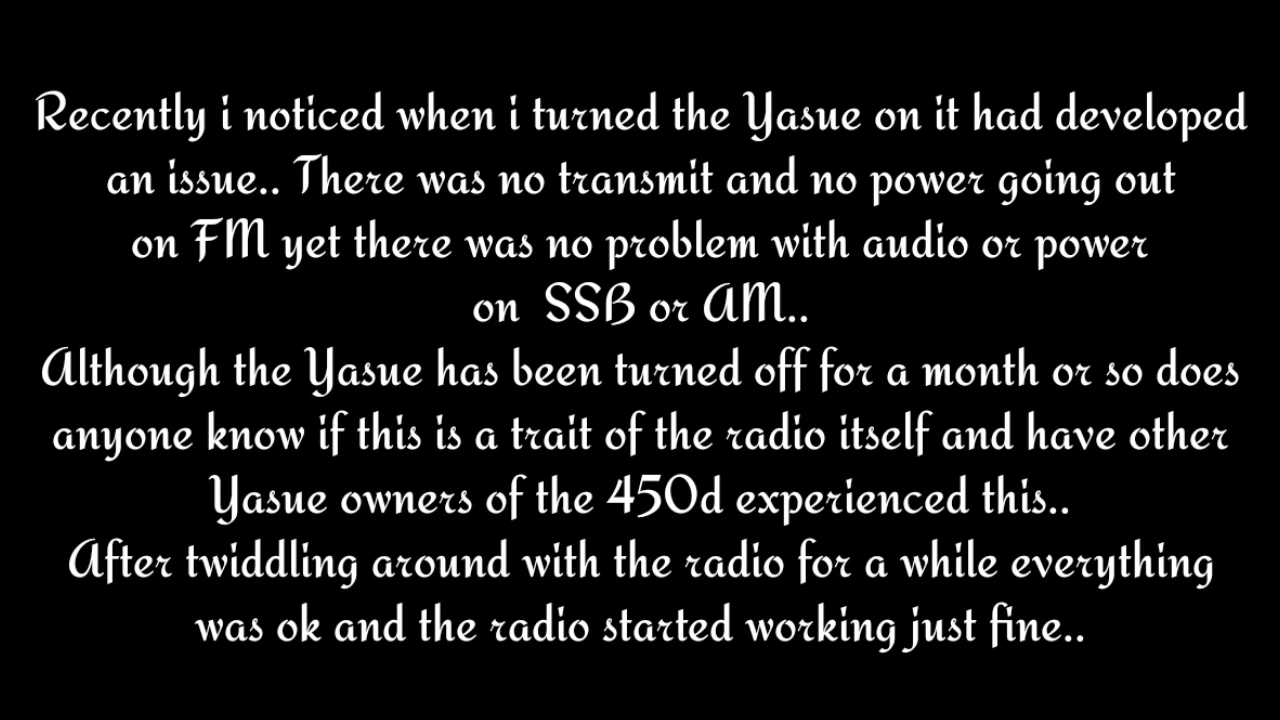 Recently i noticed when i turned the Yasue on it had developed
an issue.. There was no transmit and no power going out
on FM yet there was no problem with audio or power
on SSB or AM..
Although the Yasue has been turned off for a month or so does
anyone know if this is a trait of the radio itself and have other
Yasue owners of the 450d experienced this..
After twiddling around with the radio for a while everything
was ok and the radio started working just fine..